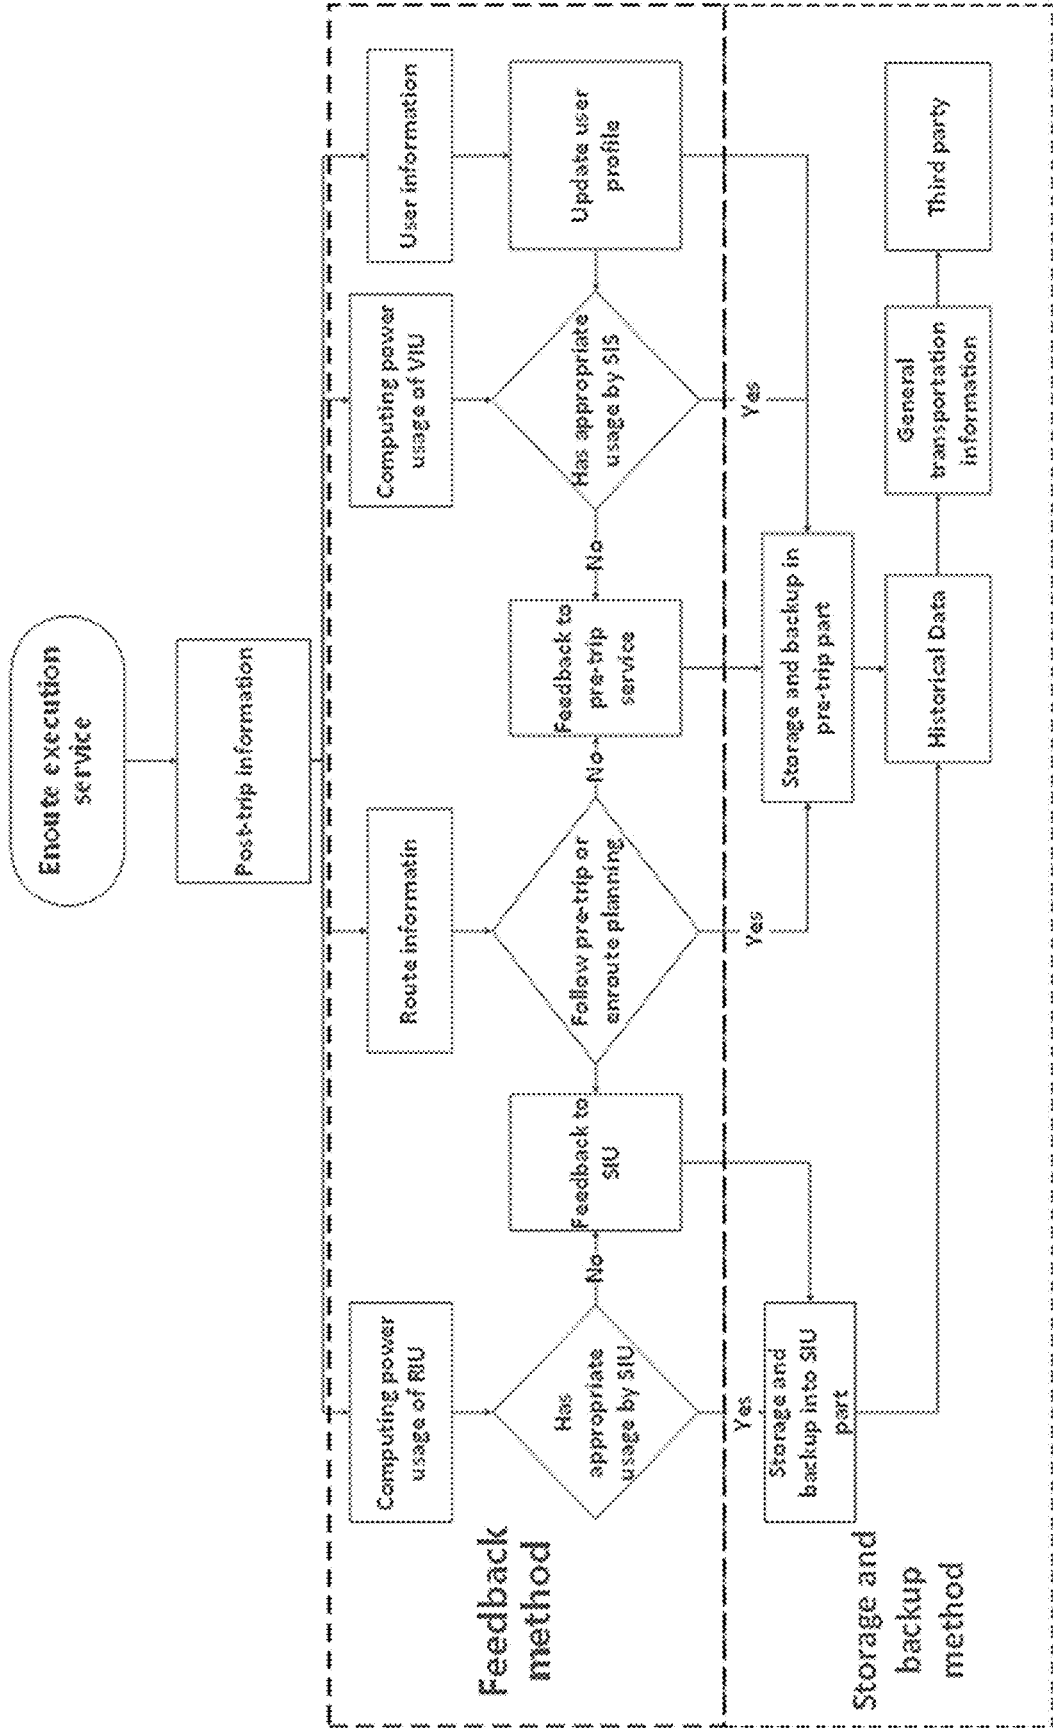 Enoute execution
service
Post-trip information
Computing power
usage of RIU
Route informatin
Computing power
usage of VIU
User information
Feedback
method
Has
appropriate
usage by SIU
No
Feedback to
SIU
Follow pre-trip or
enroute planning
No
Feedback to
pre-trip
service
No
Has appropriate
usage by SIS
Update user
profile
Yes
Yes
Yes
Storage and
backup
method
Storage and
backup into SIU
part
Storage and backup in
pre-trip part
Historical Data
General
transportation
information
Third party